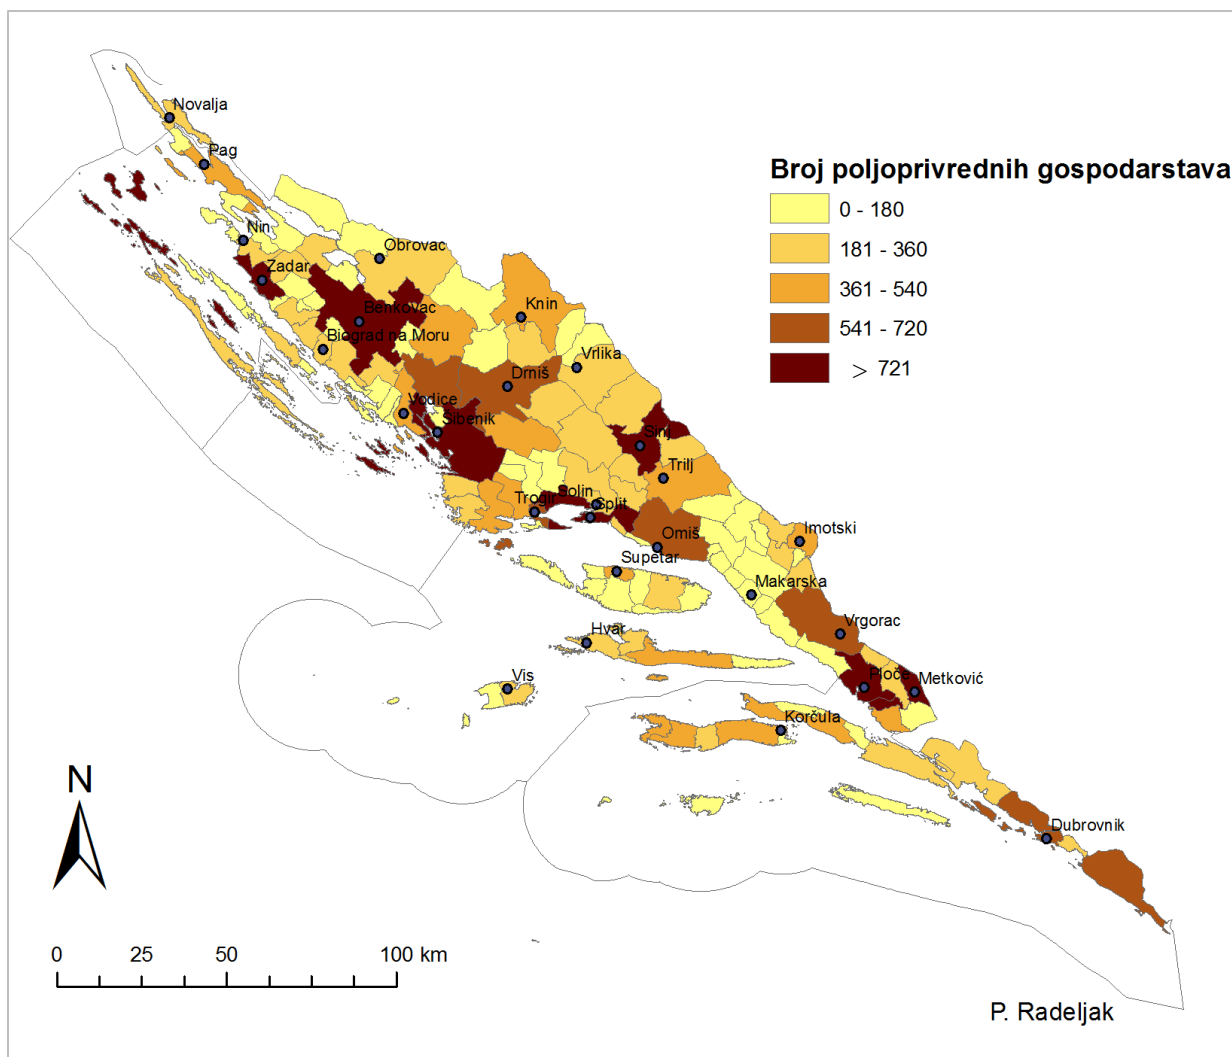 Novalja
Pag
Broj poljoprivrednih gospodarstava
0 - 180
181 - 360
361 - 540
541 - 720
> 721
Nin
Obrovac
Zadar
Benkovac
Knin
Biograd na Moru
Vrlika
Drniš
Vodice
Šibenik
Sinj
Trilj
Solin
Trogir
Split
Omiš
Imotski
Supetar
Makarska
Hvar
Vrgorac
Vis
Ploče
Metković
Korčula
N
Dubrovnik
0 25 50 100 km
P. Radeljak